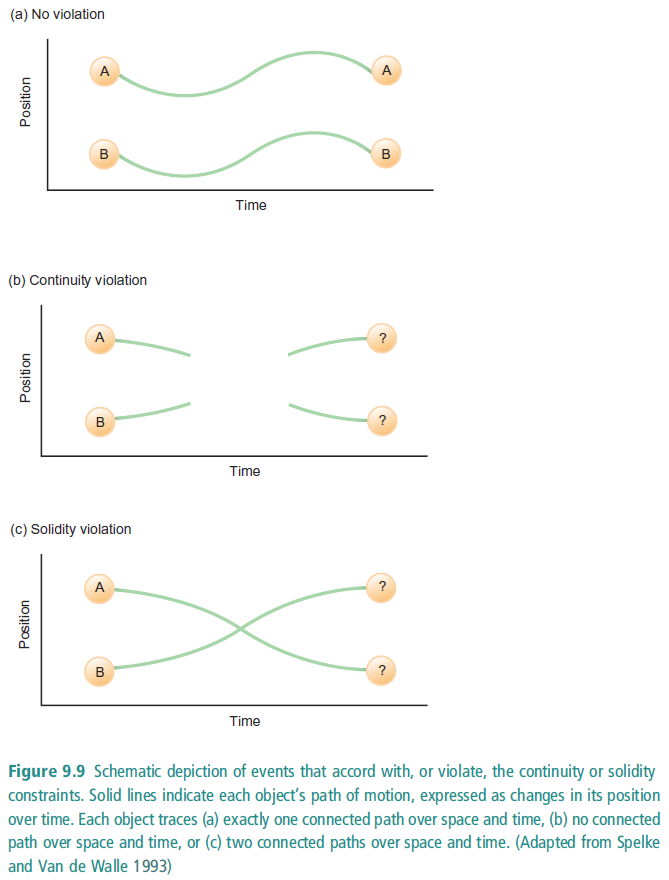 (a) No violation
A
A
Position
B
B
Time
(b) Continuity violation
A
?
Position
B
?
Time
(c) Solidity violation
A
?
Position
B
?
Time
Figure 9.9 Schematic depiction of events that accord with, or violate, the continuity or solidity
constraints. Solid lines indicate each object’s path of motion, expressed as changes in its position
over time. Each object traces (a) exactly one connected path over space and time, (b) no connected
path over space and time, or (c) two connected paths over space and time. (Adapted from Spelke
and Van de Walle 1993)